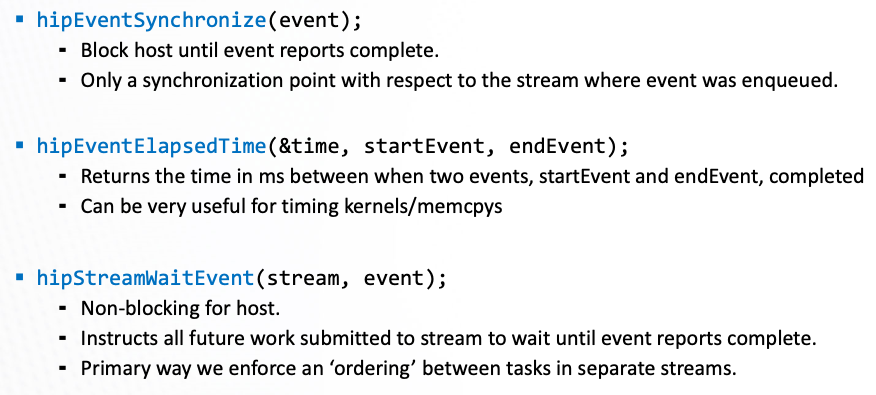 ▪ hipEventSynchronize(event);
- Block host until event reports complete.
- Only a synchronization point with respect to the stream where event was enqueued.
▪ hipEventElapsedTime(&time, startEvent, endEvent);
- Returns the time in ms between when two events, startEvent and endEvent, completed
- Can be very useful for timing kernels/memcpys
▪ hipStreamWaitEvent(stream, event);
- Non-blocking for host.
- Instructs all future work submitted to stream to wait until event reports complete.
- Primary way we enforce an ‘ordering’ between tasks in separate streams.